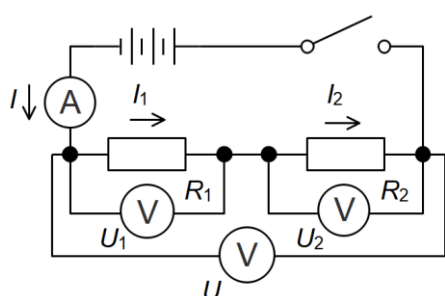 I A I₁ I₂
V R₁ V R₂
U₁ U₂
U V